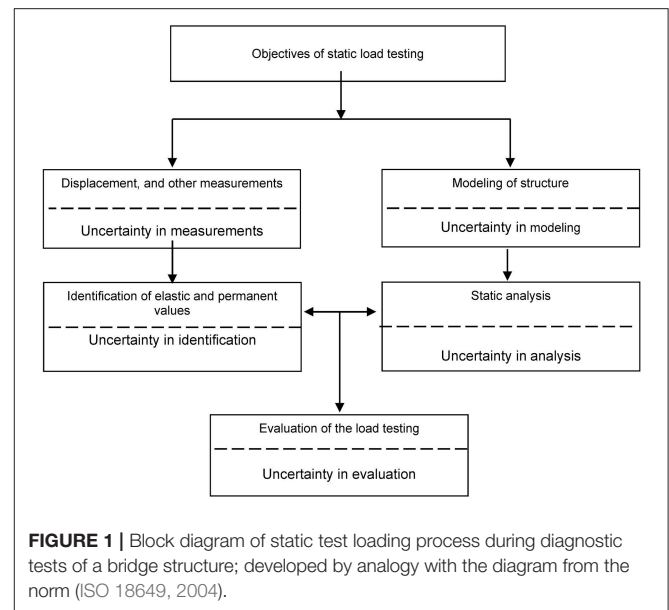 Objectives of static load testing
Displacement, and other measurements
Uncertainty in measurements
Modeling of structure
Uncertainty in modeling
Identification of elastic and permanent
values
Uncertainty in identification
Static analysis
Uncertainty in analysis
Evaluation of the load testing
Uncertainty in evaluation
FIGURE 1 | Block diagram of static test loading process during diagnostic
tests of a bridge structure; developed by analogy with the diagram from the
norm (ISO 18649, 2004).